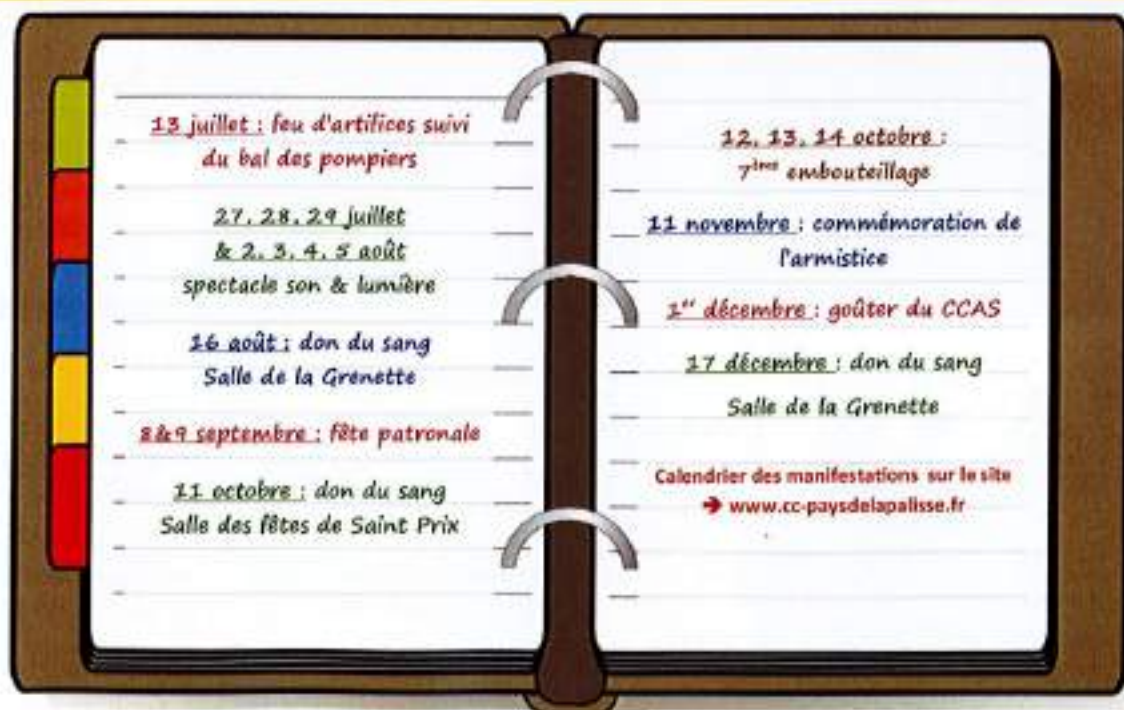 13 juillet : feu d'artifices suivi
du bal des pompiers
27, 28, 29 juillet
& 2, 3, 4, 5 août
spectacle son & lumière
16 août : don du sang
Salle de la Grenette
8&9 septembre : fête patronale
11 octobre : don du sang
Salle des fêtes de Saint Prix
12, 13, 14 octobre :
7ème embouteillage
11 novembre : commémoration de
l'armistice
1er décembre : goûter du CCAS
17 décembre : don du sang
Salle de la Grenette
Calendrier des manifestations sur le site
➔ www.cc-paysdelapalisse.fr